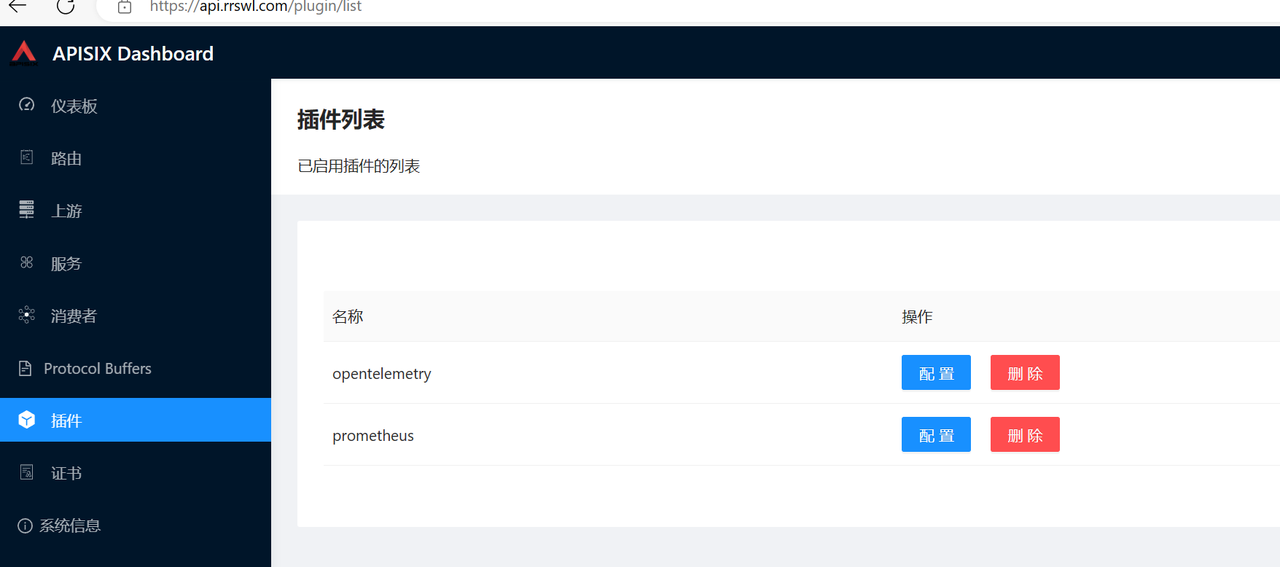 https://api.rrswl.com/plugin/list
APISIX Dashboard
仪表板
路由
上游
服务
消费者
Protocol Buffers
插件
证书
系统信息
插件列表
已启用插件的列表
名称 操作
opentelemetry 配 置 删 除
prometheus 配 置 删 除